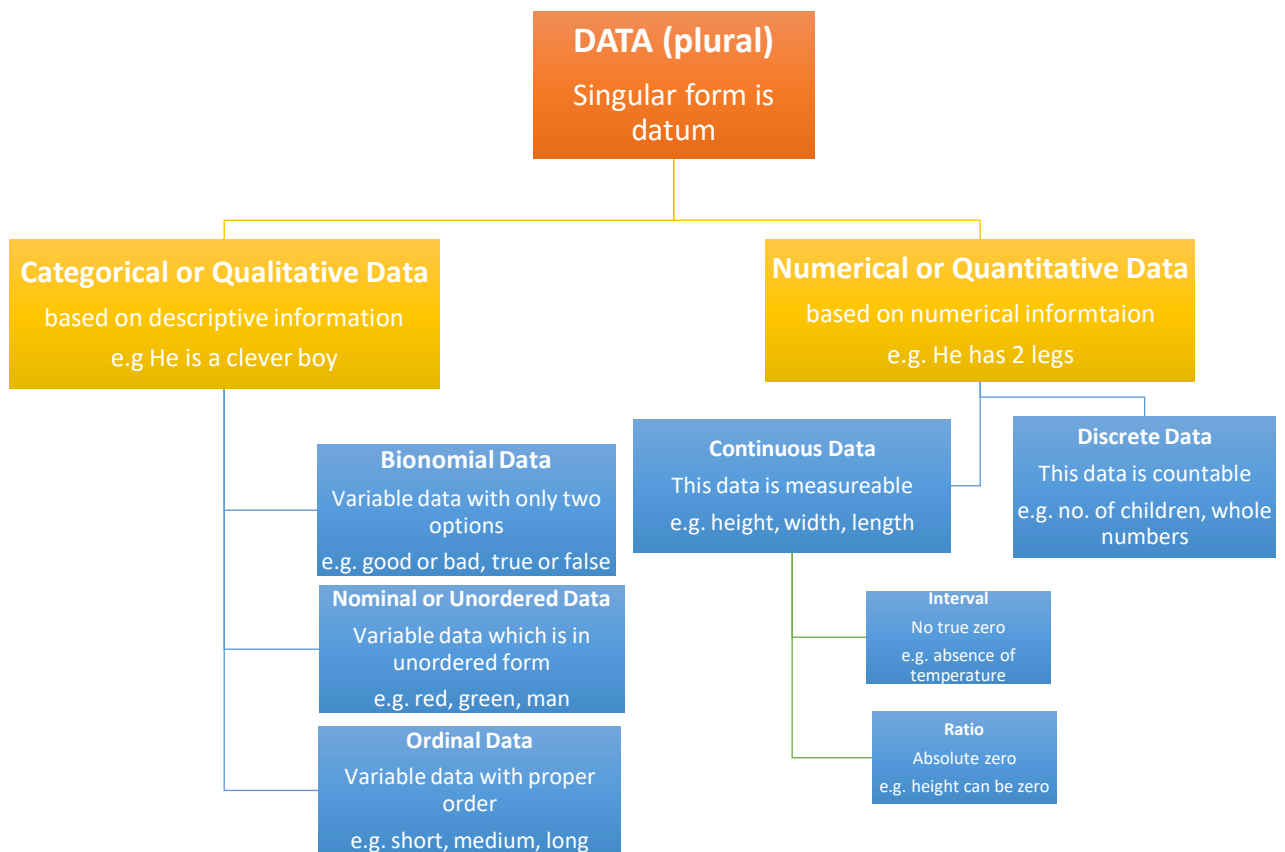 DATA (plural)
Singular form is
datum
Categorical or Qualitative Data
based on descriptive information
e.g He is a clever boy
Numerical or Quantitative Data
based on numerical informtaion
e.g. He has 2 legs
Bionomial Data
Variable data with only two
options
e.g. good or bad, true or false
Nominal or Unordered Data
Variable data which is in
unordered form
e.g. red, green, man
Ordinal Data
Variable data with proper
order
e.g. short, medium, long
Continuous Data
This data is measureable
e.g. height, width, length
Discrete Data
This data is countable
e.g. no. of children, whole
numbers
Interval
No true zero
e.g. absence of
temperature
Ratio
Absolute zero
e.g. height can be zero